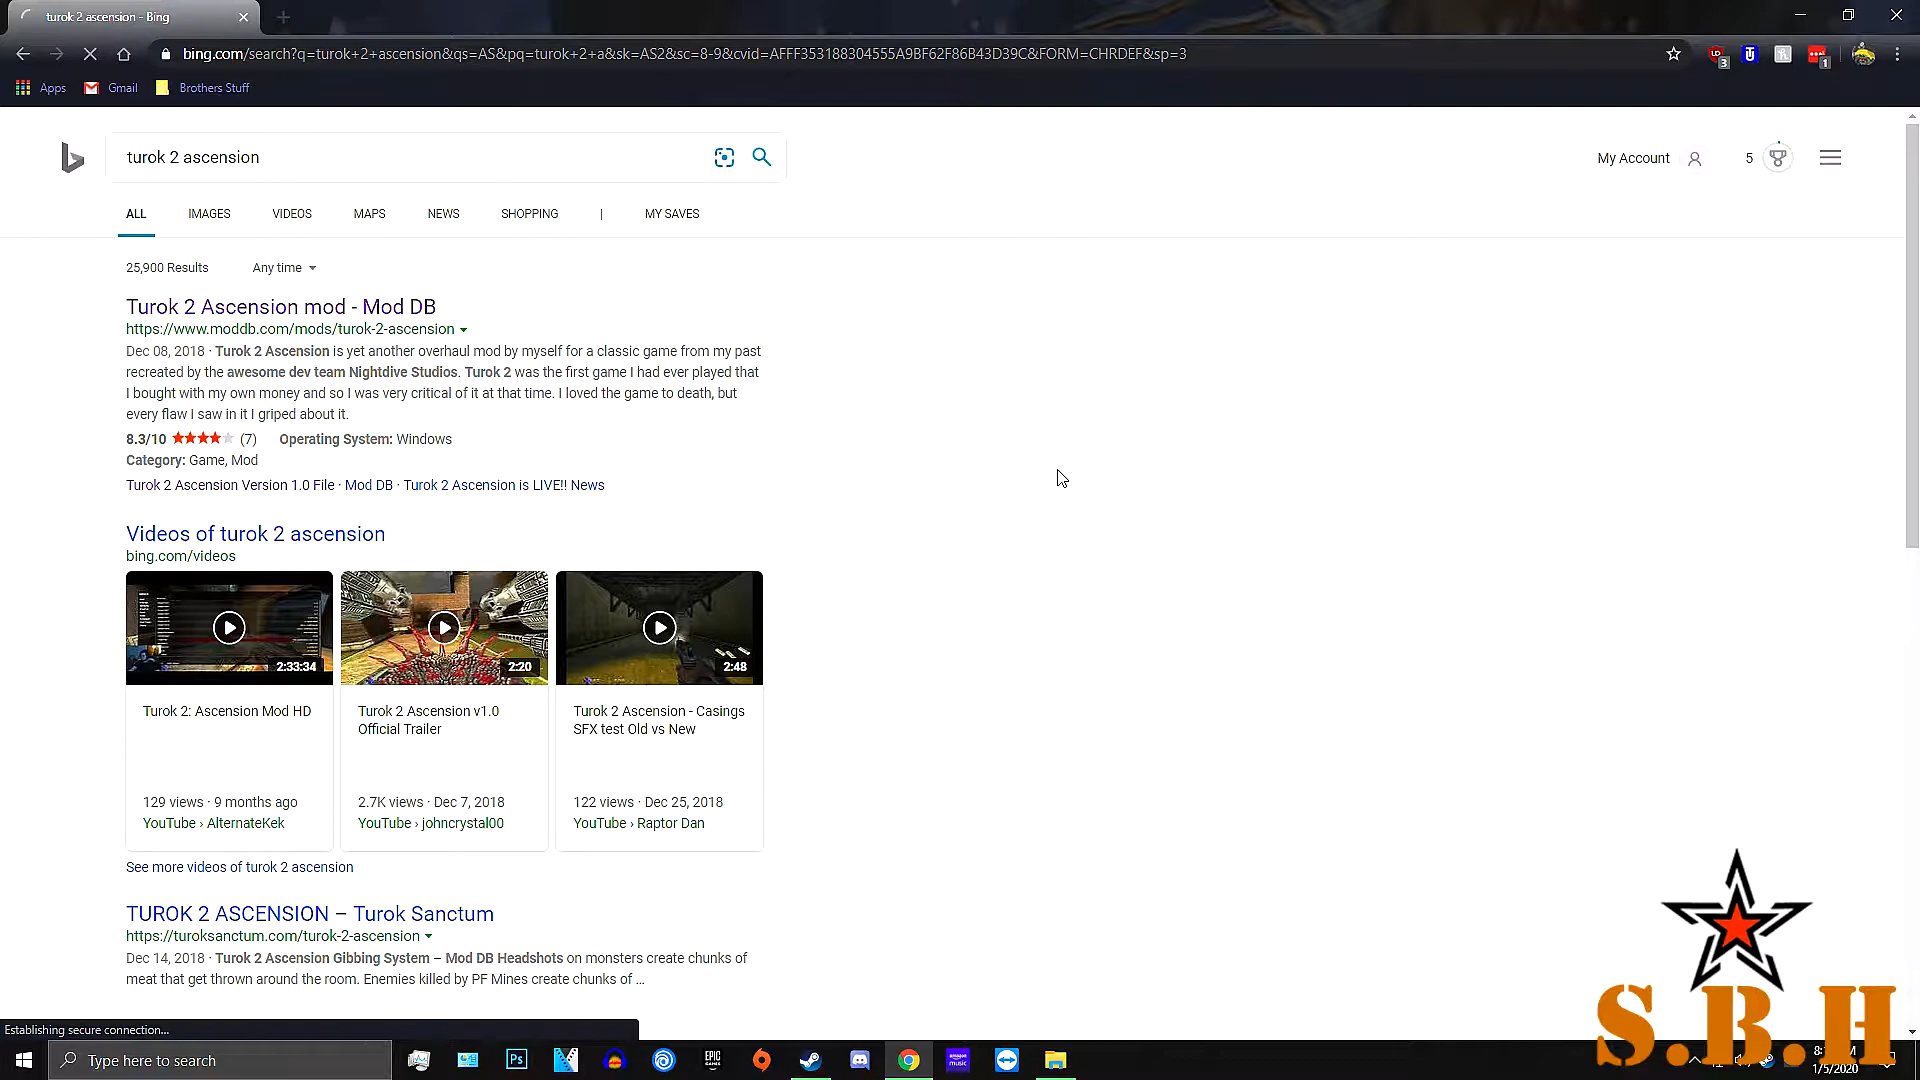 turok 2 ascension - Bing
bing.com/search?q=turok+2+ascension&qs=AS&pq=turok+2+a&sk=AS2&sc=8-9&cvid=AFFF353188304555A9BF62F86B43D39C&FORM=CHRDEF&sp=3
3
1
Apps Gmail Brothers Stuff
turok 2 ascension
My Account 5
ALL IMAGES VIDEOS MAPS NEWS SHOPPING | MY SAVES
25,900 Results Any time
Turok 2 Ascension mod - Mod DB
https://www.moddb.com/mods/turok-2-ascension
Dec 08, 2018 · Turok 2 Ascension is yet another overhaul mod by myself for a classic game from my past
recreated by the awesome dev team Nightdive Studios. Turok 2 was the first game I had ever played that
I bought with my own money and so I was very critical of it at that time. I loved the game to death, but
every flaw I saw in it I griped about it.
8.3/10 (7) Operating System: Windows
Category: Game, Mod
Turok 2 Ascension Version 1.0 File · Mod DB · Turok 2 Ascension is LIVE!! News
Videos of turok 2 ascension
bing.com/videos
2:33:34 2:20 2:48
Turok 2: Ascension Mod HD
129 views · 9 months ago
YouTube › AlternateKek
Turok 2 Ascension v1.0
Official Trailer
2.7K views · Dec 7, 2018
YouTube › johncrystal00
Turok 2 Ascension - Casings
SFX test Old vs New
122 views · Dec 25, 2018
YouTube › Raptor Dan
See more videos of turok 2 ascension
TUROK 2 ASCENSION – Turok Sanctum
https://turoksanctum.com/turok-2-ascension
Dec 14, 2018 · Turok 2 Ascension Gibbing System – Mod DB Headshots on monsters create chunks of
meat that get thrown around the room. Enemies killed by PF Mines create chunks of ...
Establishing secure connection...
S.B.H
Type here to search
Ps
EPIC GAMES
amazon music
1/5/2020